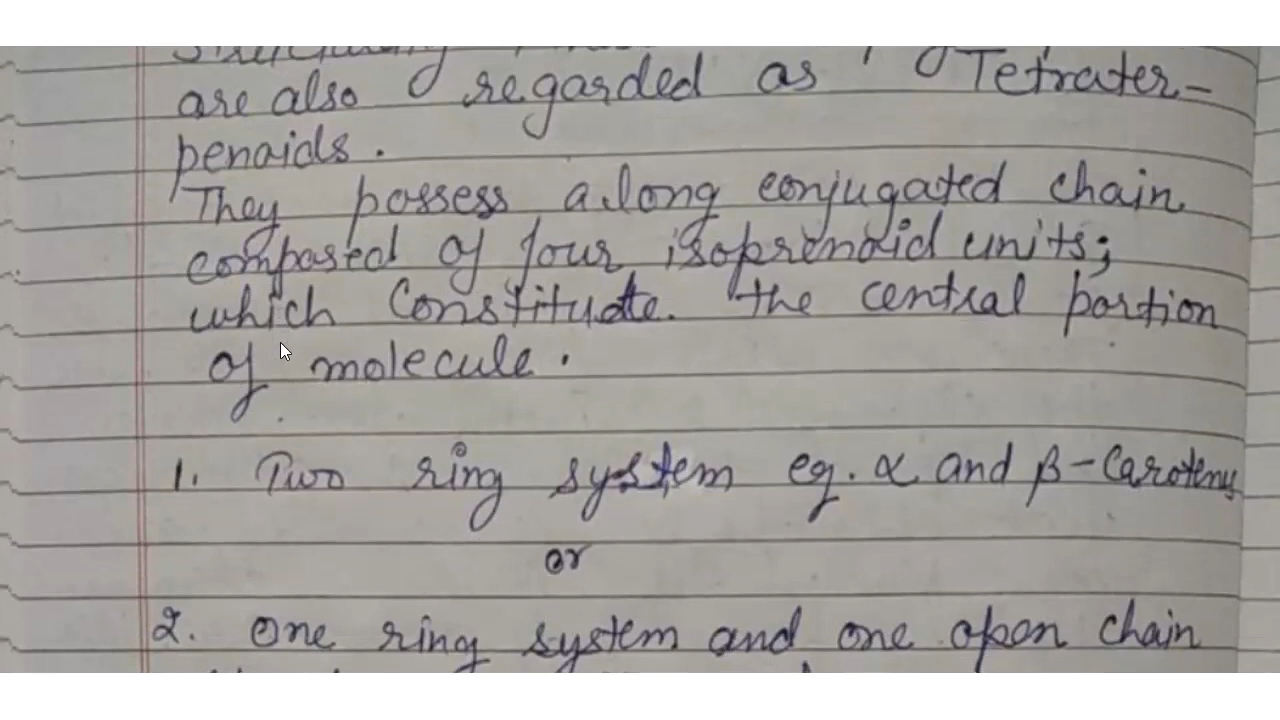 are also regarded as Tetrater-
penoids.
They possess a long conjugated chain
composed of four isoprenoid units;
which Constitute. the central portion
of molecule.
1. Two ring system eg. α and β-Carotenes
or
2. One ring system and one open chain